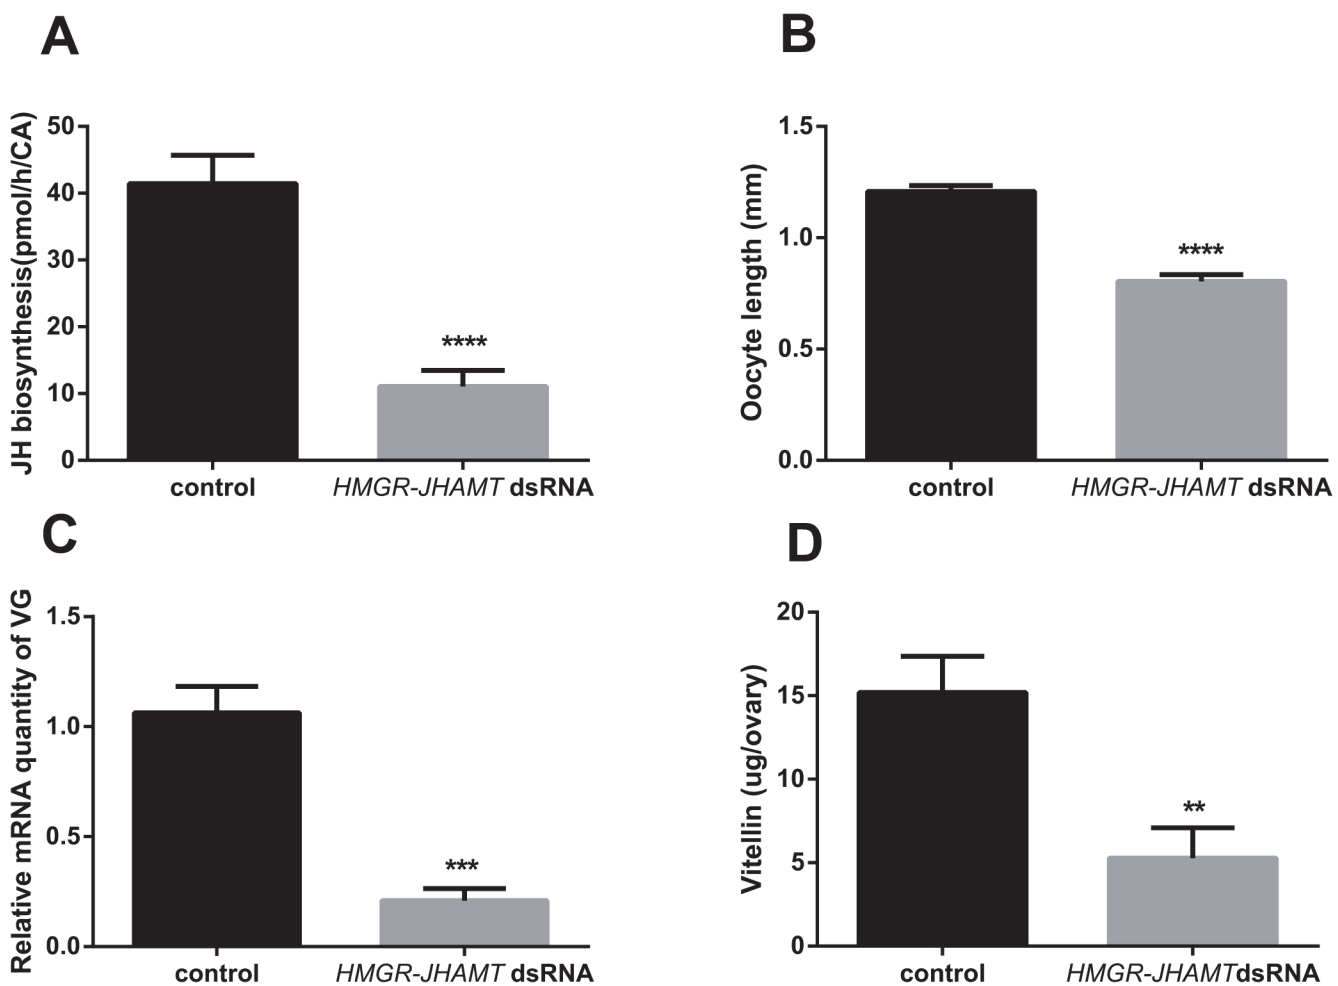 A
JH biosynthesis(pmol/h/CA)
50
40
30
20
10
0
****
control
HMGR-JHAMT dsRNA
B
Oocyte length (mm)
1.5
1.0
0.5
0.0
****
control
HMGR-JHAMT dsRNA
C
Relative mRNA quantity of VG
1.5
1.0
0.5
0.0
***
control
HMGR-JHAMT dsRNA
D
Vitellin (ug/ovary)
20
15
10
5
0
**
control
HMGR-JHAMTdsRNA